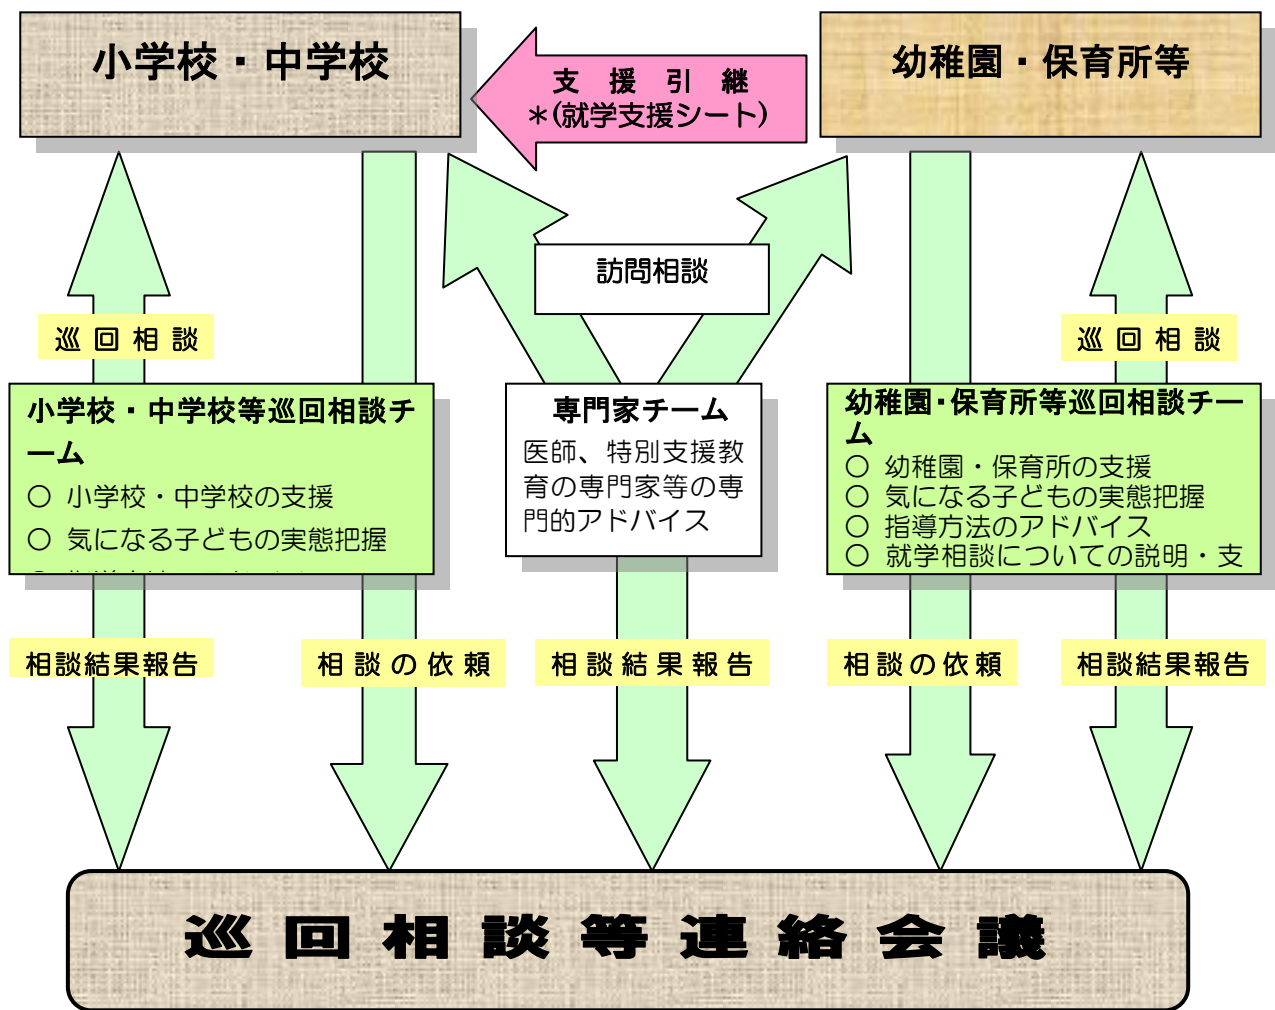 小学校・中学校
支援引継
＊(就学支援シート)
幼稚園・保育所等
訪問相談
巡回相談
巡回相談
小学校・中学校等巡回相談チ
ーム
〇 小学校・中学校の支援
〇 気になる子どもの実態把握
専門家チーム
医師、特別支援教
育の専門家等の専
門的アドバイス
幼稚園・保育所等巡回相談チー
ム
〇 幼稚園・保育所の支援
〇 気になる子どもの実態把握
〇 指導方法のアドバイス
〇 就学相談についての説明・支
相談結果報告
相談の依頼
相談結果報告
相談の依頼
相談結果報告
巡回相談等連絡会議